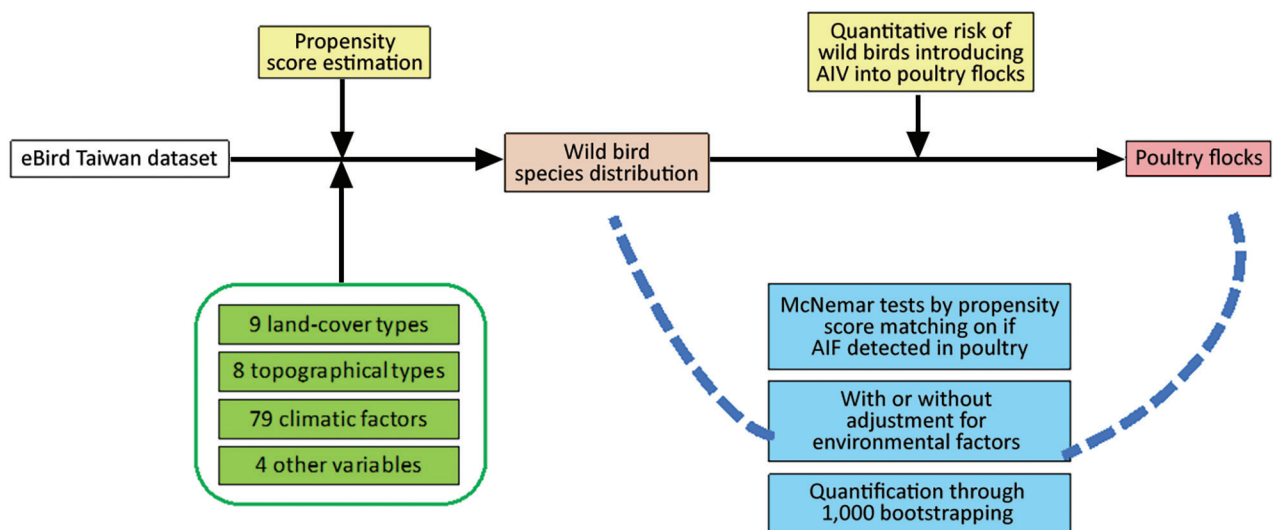 Propensity
score estimation
Quantitative risk of
wild birds introducing
AIV into poultry flocks
eBird Taiwan dataset
Wild bird
species distribution
Poultry flocks
9 land-cover types
8 topographical types
79 climatic factors
4 other variables
McNemar tests by propensity
score matching on if
AIF detected in poultry
With or without
adjustment for
environmental factors
Quantification through
1,000 bootstrapping